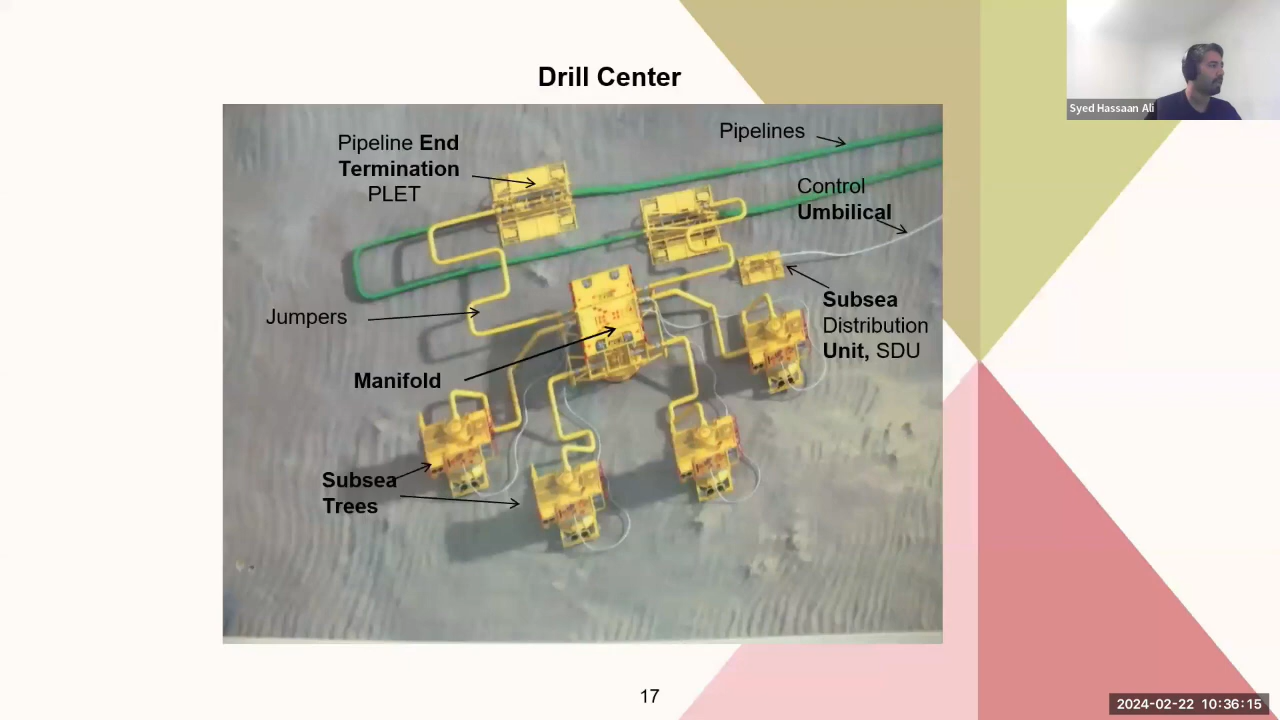 Drill Center
Pipeline End
Termination
PLET
Pipelines
Control
Umbilical
Subsea
Distribution
Unit, SDU
Jumpers
Manifold
Subsea
Trees
17
Syed Hassaan Ali
2024-02-22 10:36:15